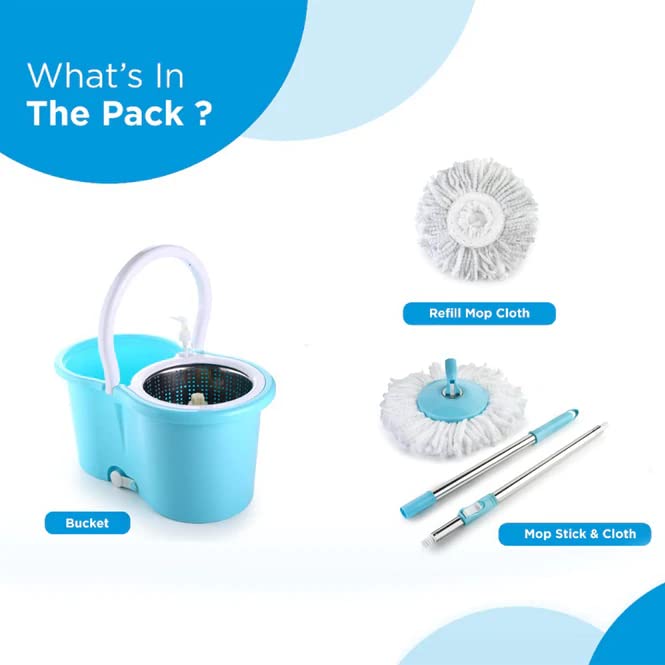 What's In
The Pack ?
Refill Mop Cloth
Bucket
Mop Stick & Cloth